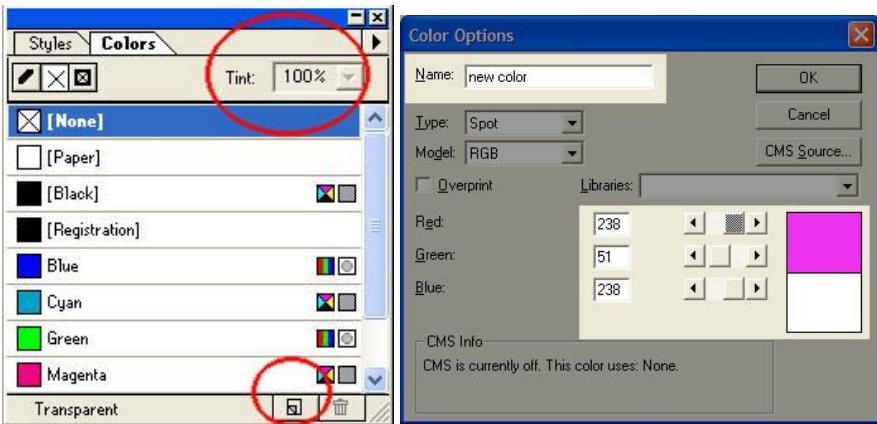 Styles Colors
Tint: 100%
[None]
[Paper]
[Black]
[Registration]
Blue
Cyan
Green
Magenta
Transparent
Color Options
Name: new color
OK
Type: Spot
Cancel
Model: RGB
CMS Source...
Overprint Libraries:
Red: 238
Green: 51
Blue: 238
CMS Info
CMS is currently off. This color uses: None.